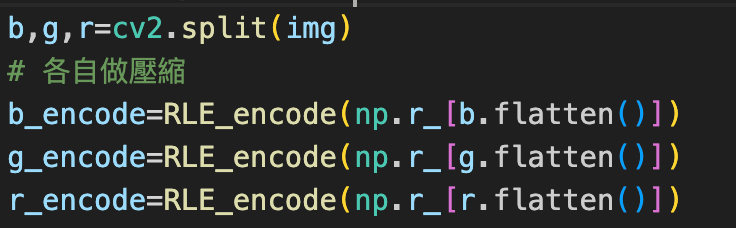 b,g,r=cv2.split(img)
# 各自做壓縮
b_encode=RLE_encode(np.r_[b.flatten()])
g_encode=RLE_encode(np.r_[g.flatten()])
r_encode=RLE_encode(np.r_[r.flatten()])